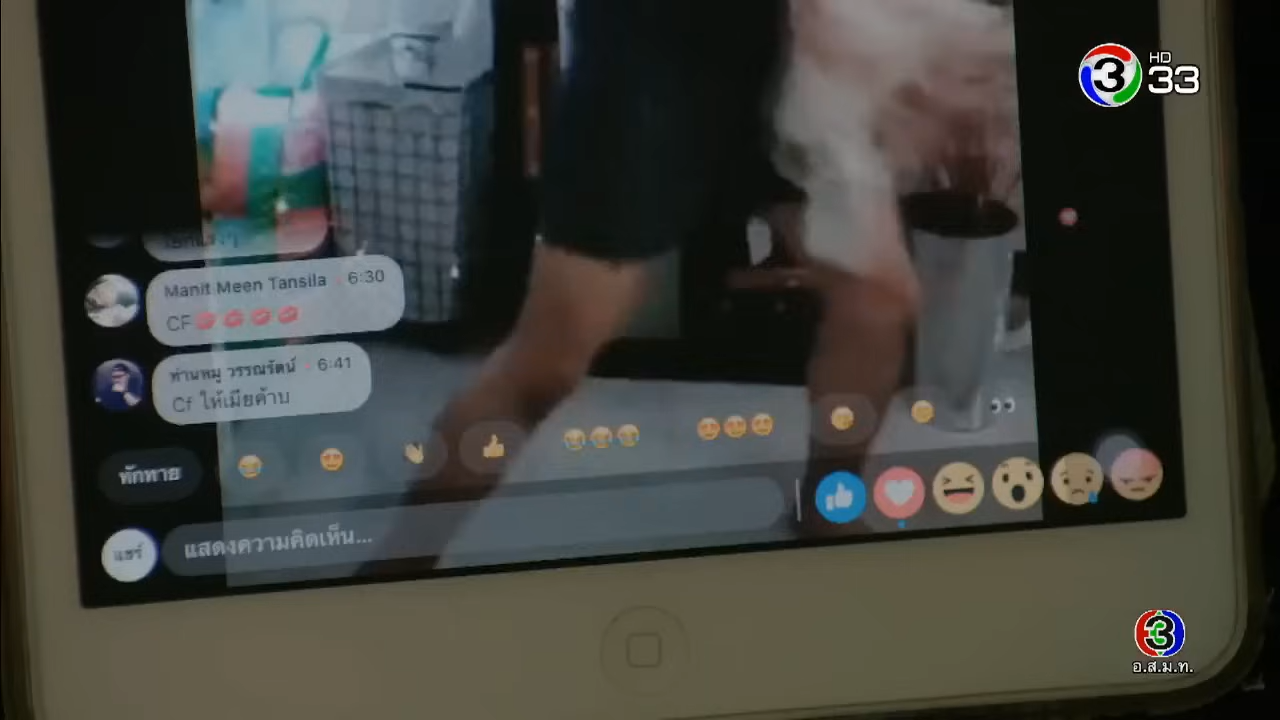 3 HD 33
Manit Meen Tansila 6:30
CF
ท่านหมู วรรณรัตน์ 6:41
Cf ให้เมียค้าบ
ทักทาย
แชร์
แสดงความคิดเห็น...
3
อ.ส.ม.ท.